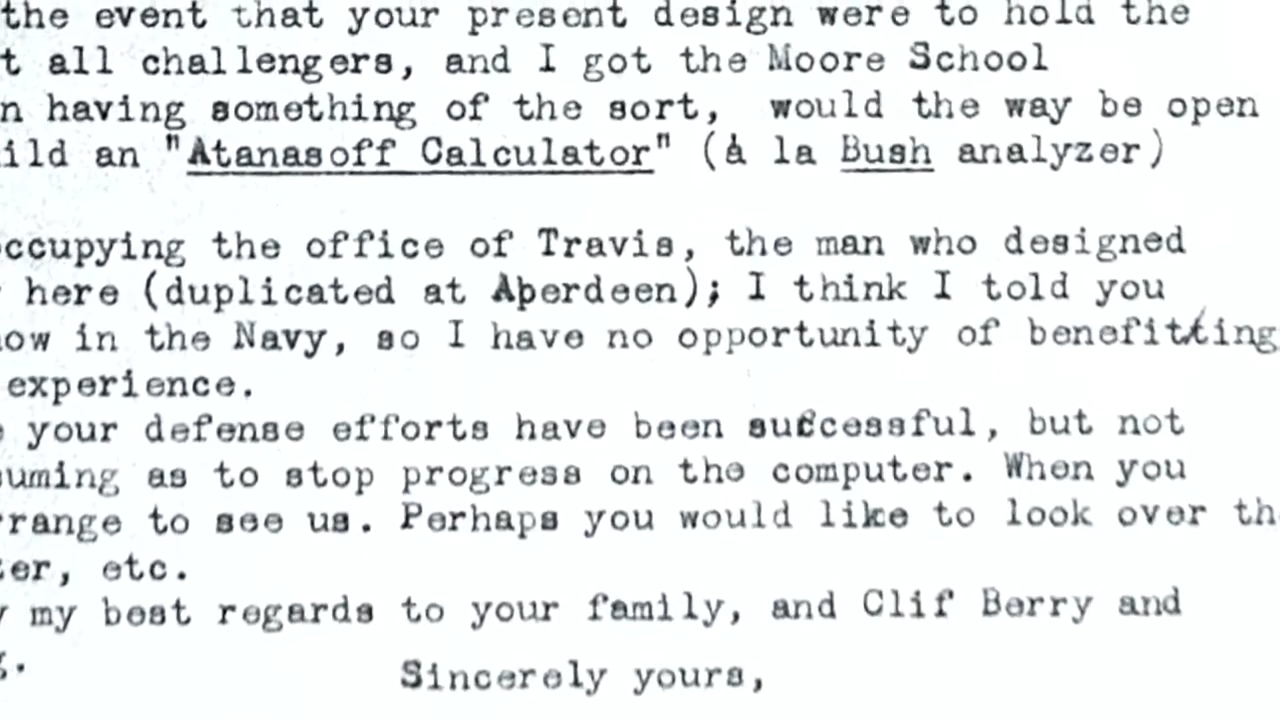 the event that your present design were to hold the
t all challengers, and I got the Moore School
n having something of the sort, would the way be open
ild an "Atanasoff Calculator" (à la Bush analyzer)
occupying the office of Travis, the man who designed
here (duplicated at Aberdeen); I think I told you
ow in the Navy, so I have no opportunity of benefitting
experience.
your defense efforts have been successful, but not
suming as to stop progress on the computer. When you
range to see us. Perhaps you would like to look over th
ter, etc.
my best regards to your family, and Clif Berry and
g.
Sincerely yours,